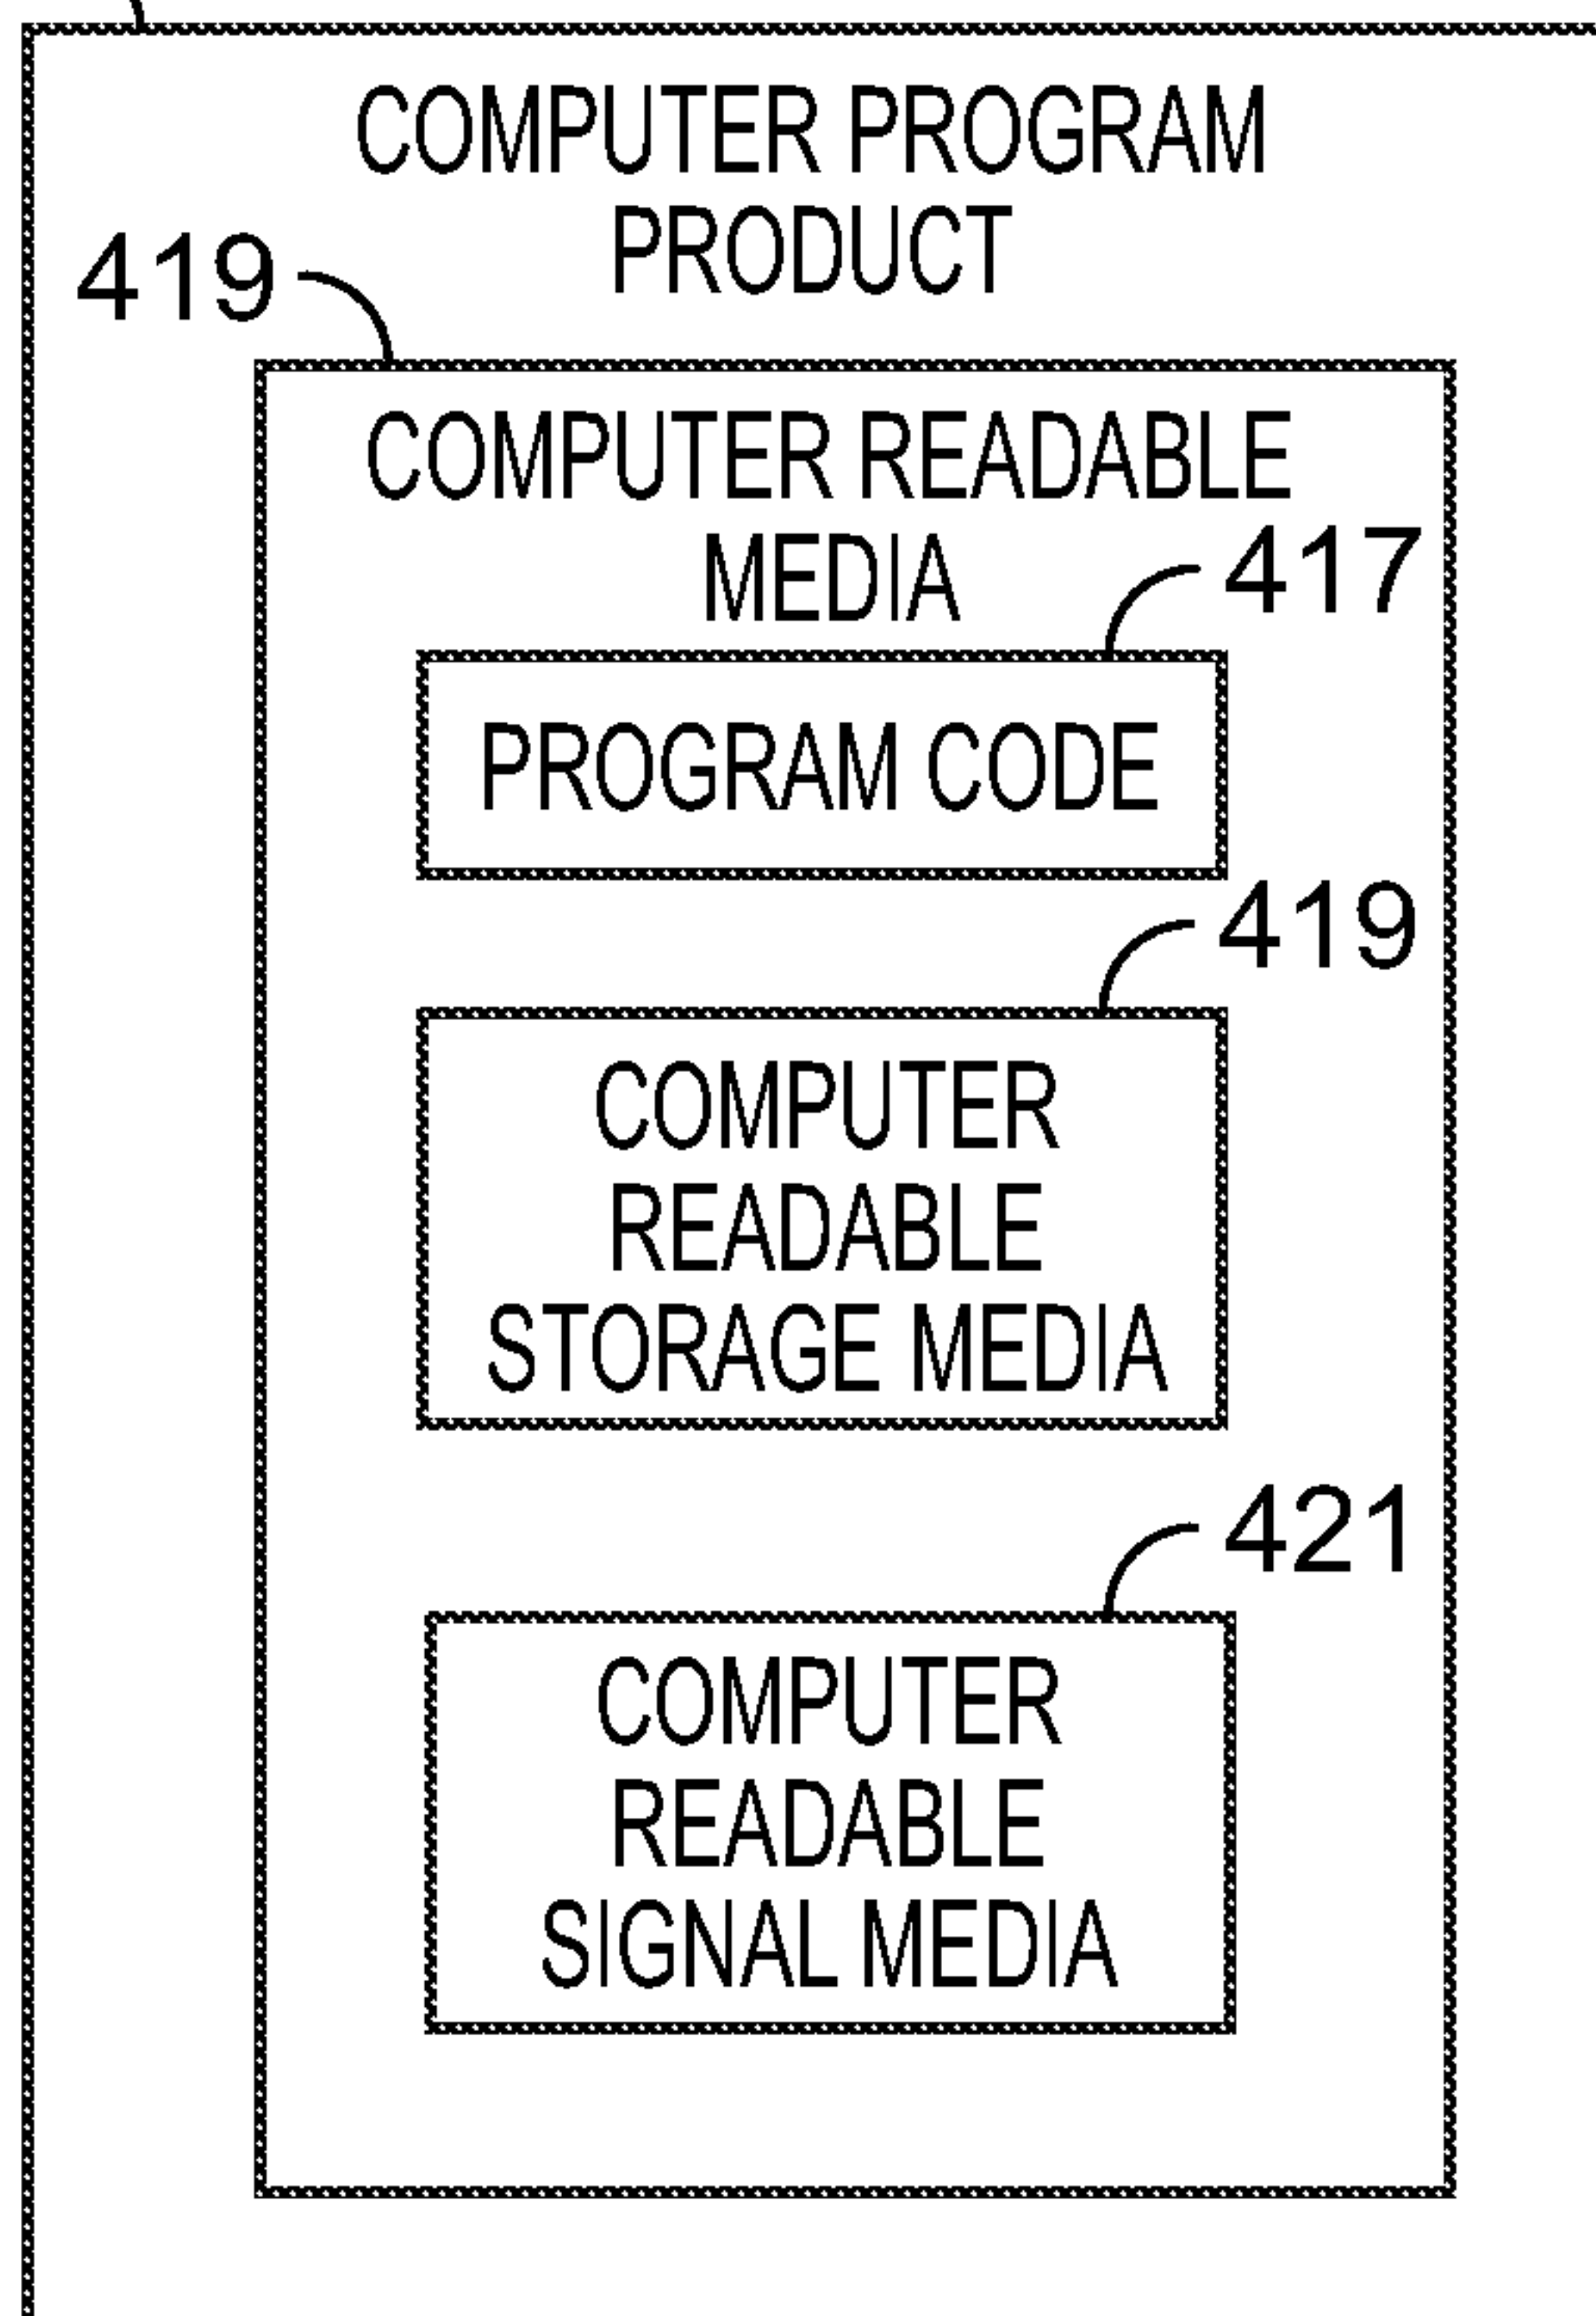 COMPUTER PROGRAM
PRODUCT
419
COMPUTER READABLE
MEDIA
417
PROGRAM CODE
419
COMPUTER
READABLE
STORAGE MEDIA
421
COMPUTER
READABLE
SIGNAL MEDIA